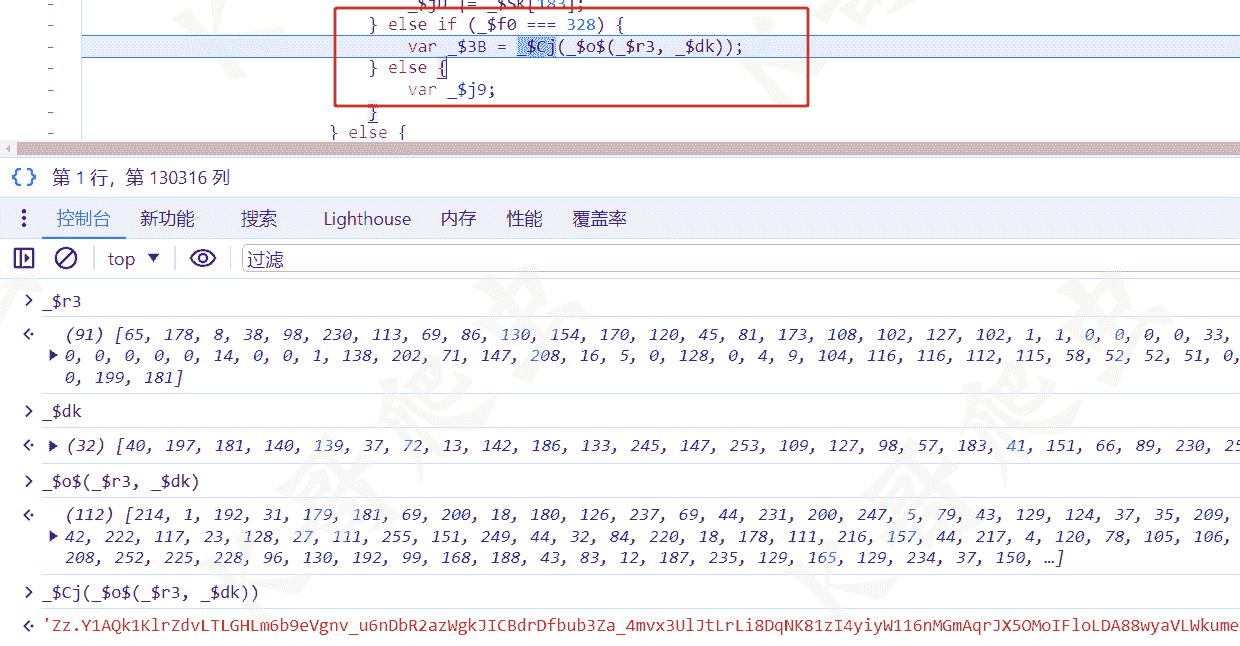 _$jD |= _$SK[183];
} else if (_$f0 === 328) {
var _$3B = _$Cj(_$o$(_$r3, _$dk));
} else {
var _$j9;
}
} else {
{} 第 1 行，第 130316 列
控制台 新功能 搜索 Lighthouse 内存 性能 覆盖率
top ▼ 过滤
> _$r3
(91) [65, 178, 8, 38, 98, 230, 113, 69, 86, 130, 154, 170, 120, 45, 81, 173, 108, 102, 127, 102, 1, 1, 0, 0, 0, 0, 33,
0, 0, 0, 0, 0, 14, 0, 0, 1, 138, 202, 71, 147, 208, 16, 5, 0, 128, 0, 4, 9, 104, 116, 116, 112, 115, 58, 52, 52, 51, 0,
0, 199, 181]
> _$dk
(32) [40, 197, 181, 140, 139, 37, 72, 13, 142, 186, 133, 245, 147, 253, 109, 127, 98, 57, 183, 41, 151, 66, 89, 230, 25
> _$o$(_$r3, _$dk)
(112) [214, 1, 192, 31, 179, 181, 69, 200, 18, 180, 126, 237, 69, 44, 231, 200, 247, 5, 79, 43, 129, 124, 37, 35, 209,
42, 222, 117, 23, 128, 27, 111, 255, 151, 249, 44, 32, 84, 220, 18, 178, 111, 216, 157, 44, 217, 4, 120, 78, 105, 106,
208, 252, 225, 228, 96, 130, 192, 99, 168, 188, 43, 83, 12, 187, 235, 129, 165, 129, 234, 37, 150, …]
> _$Cj(_$o$(_$r3, _$dk))
'Zz.Y1AQk1KlrZdvLTLGHLm6b9eVgnv_u6nDbR2azWgkJICBdrDfbub3Za_4mvx3UlJtLrLi8DqNK81zI4yiyW116nMGmAqrJX5OMoIFloLDA88wyaVLWkume